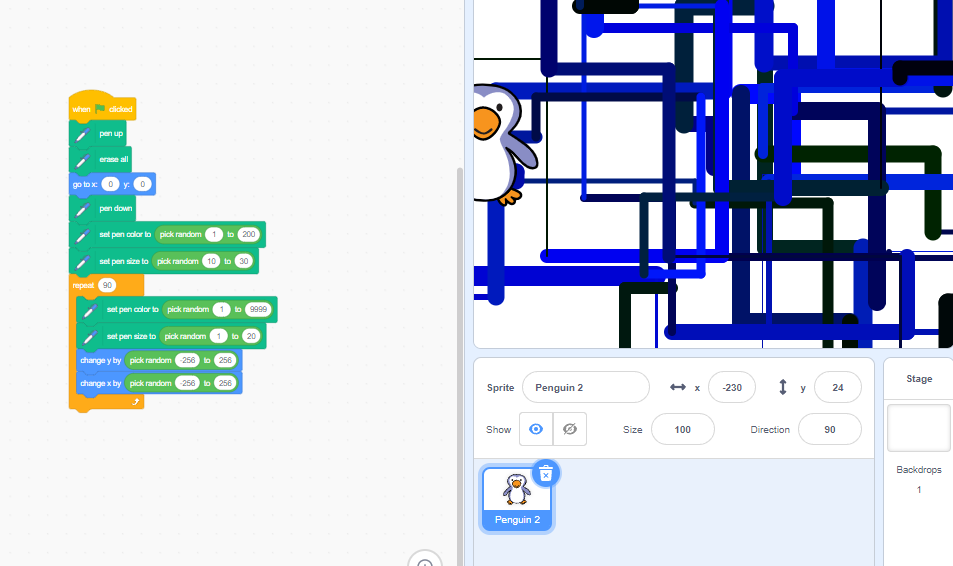 when clicked
pen up
erase all
go to x: 0 y: 0
pen down
set pen color to pick random 1 to 200
set pen size to pick random 10 to 30
repeat 90
set pen color to pick random 1 to 9999
set pen size to pick random 1 to 20
change y by pick random -256 to 256
change x by pick random -256 to 256
Sprite Penguin 2 x -230 y 24
Show Size 100 Direction 90
Penguin 2
Stage
Backdrops
1